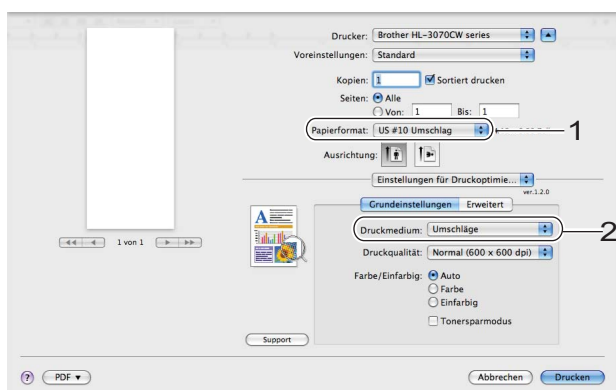 Drucker: Brother HL-3070CW series
Voreinstellungen: Standard
Kopien: 1 Sortiert drucken
Seiten: Alle
Von: 1 Bis: 1
Papierformat: US #10 Umschlag 1
Ausrichtung:
Einstellungen für Druckoptimie...
ver.1.2.0
Grundeinstellungen Erweitert
Druckmedium: Umschläge 2
Druckqualität: Normal (600 x 600 dpi)
Farbe/Einfarbig: Auto
Farbe
Einfarbig
Tonersparmodus
1 von 1
Support
? PDF Abbrechen Drucken